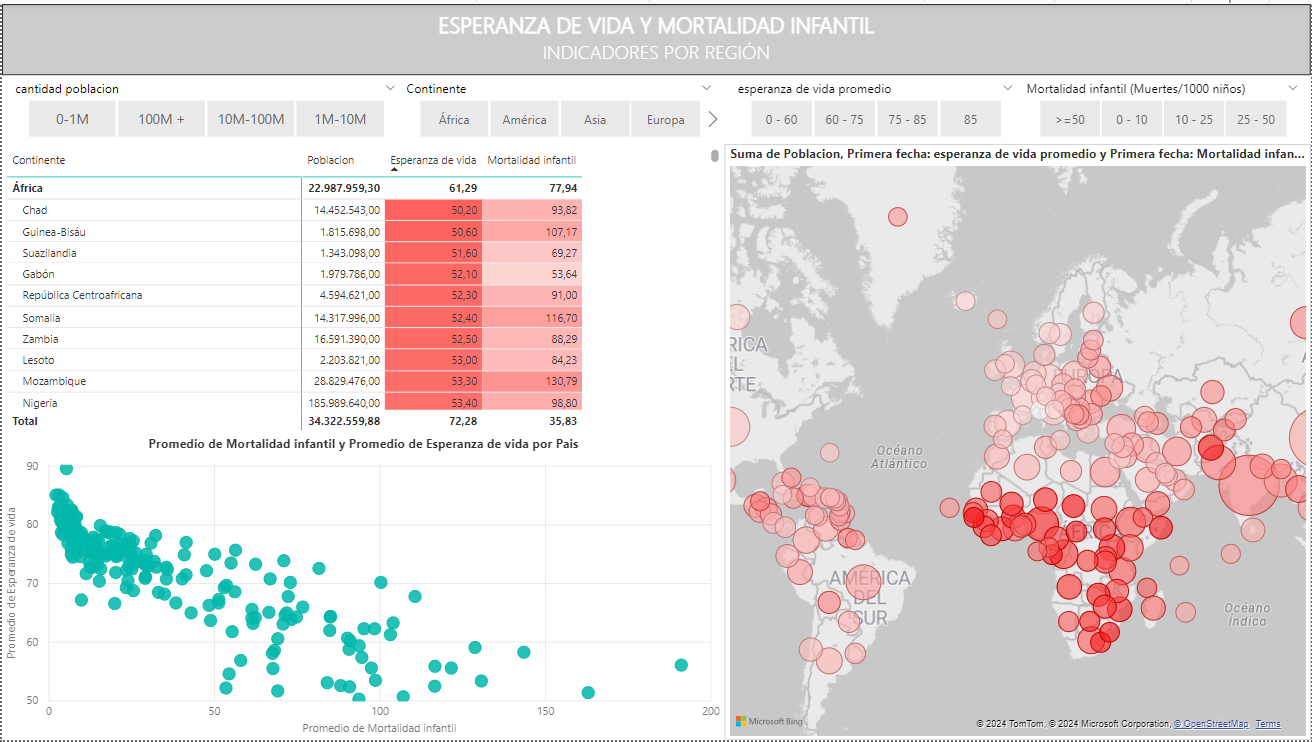 ESPERANZA DE VIDA Y MORTALIDAD INFANTIL
INDICADORES POR REGIÓN
cantidad poblacion
0-1M 100M + 10M-100M 1M-10M
Continente
África América Asia Europa
esperanza de vida promedio
0 - 60 60 - 75 75 - 85 85
Mortalidad infantil (Muertes/1000 niños)
>=50 0 - 10 10 - 25 25 - 50
Continente Poblacion Esperanza de vida Mortalidad infantil
África 22.987.959,30 61,29 77,94
Chad 14.452.543,00 50,20 93,82
Guinea-Bisáu 1.815.698,00 50,60 107,17
Suazilandia 1.343.098,00 51,60 69,27
Gabón 1.979.786,00 52,10 53,64
República Centroafricana 4.594.621,00 52,30 91,00
Somalia 14.317.996,00 52,40 116,70
Zambia 16.591.390,00 52,50 88,29
Lesoto 2.203.821,00 53,00 84,23
Mozambique 28.829.476,00 53,30 130,79
Nigeria 185.989.640,00 53,40 98,80
Total 34.322.559,88 72,28 35,83
Promedio de Mortalidad infantil y Promedio de Esperanza de vida por Pais
Promedio de Esperanza de vida
90
80
70
60
50
0 50 100 150 200
Promedio de Mortalidad infantil
Suma de Poblacion, Primera fecha: esperanza de vida promedio y Primera fecha: Mortalidad infan...
RICA
EL
RTE
EUROPA
Océano
Atlántico
ÁFRICA
AMÉRICA
DEL
SUR
Océano
Índico
Microsoft Bing
© 2024 TomTom, © 2024 Microsoft Corporation, © OpenStreetMap Terms